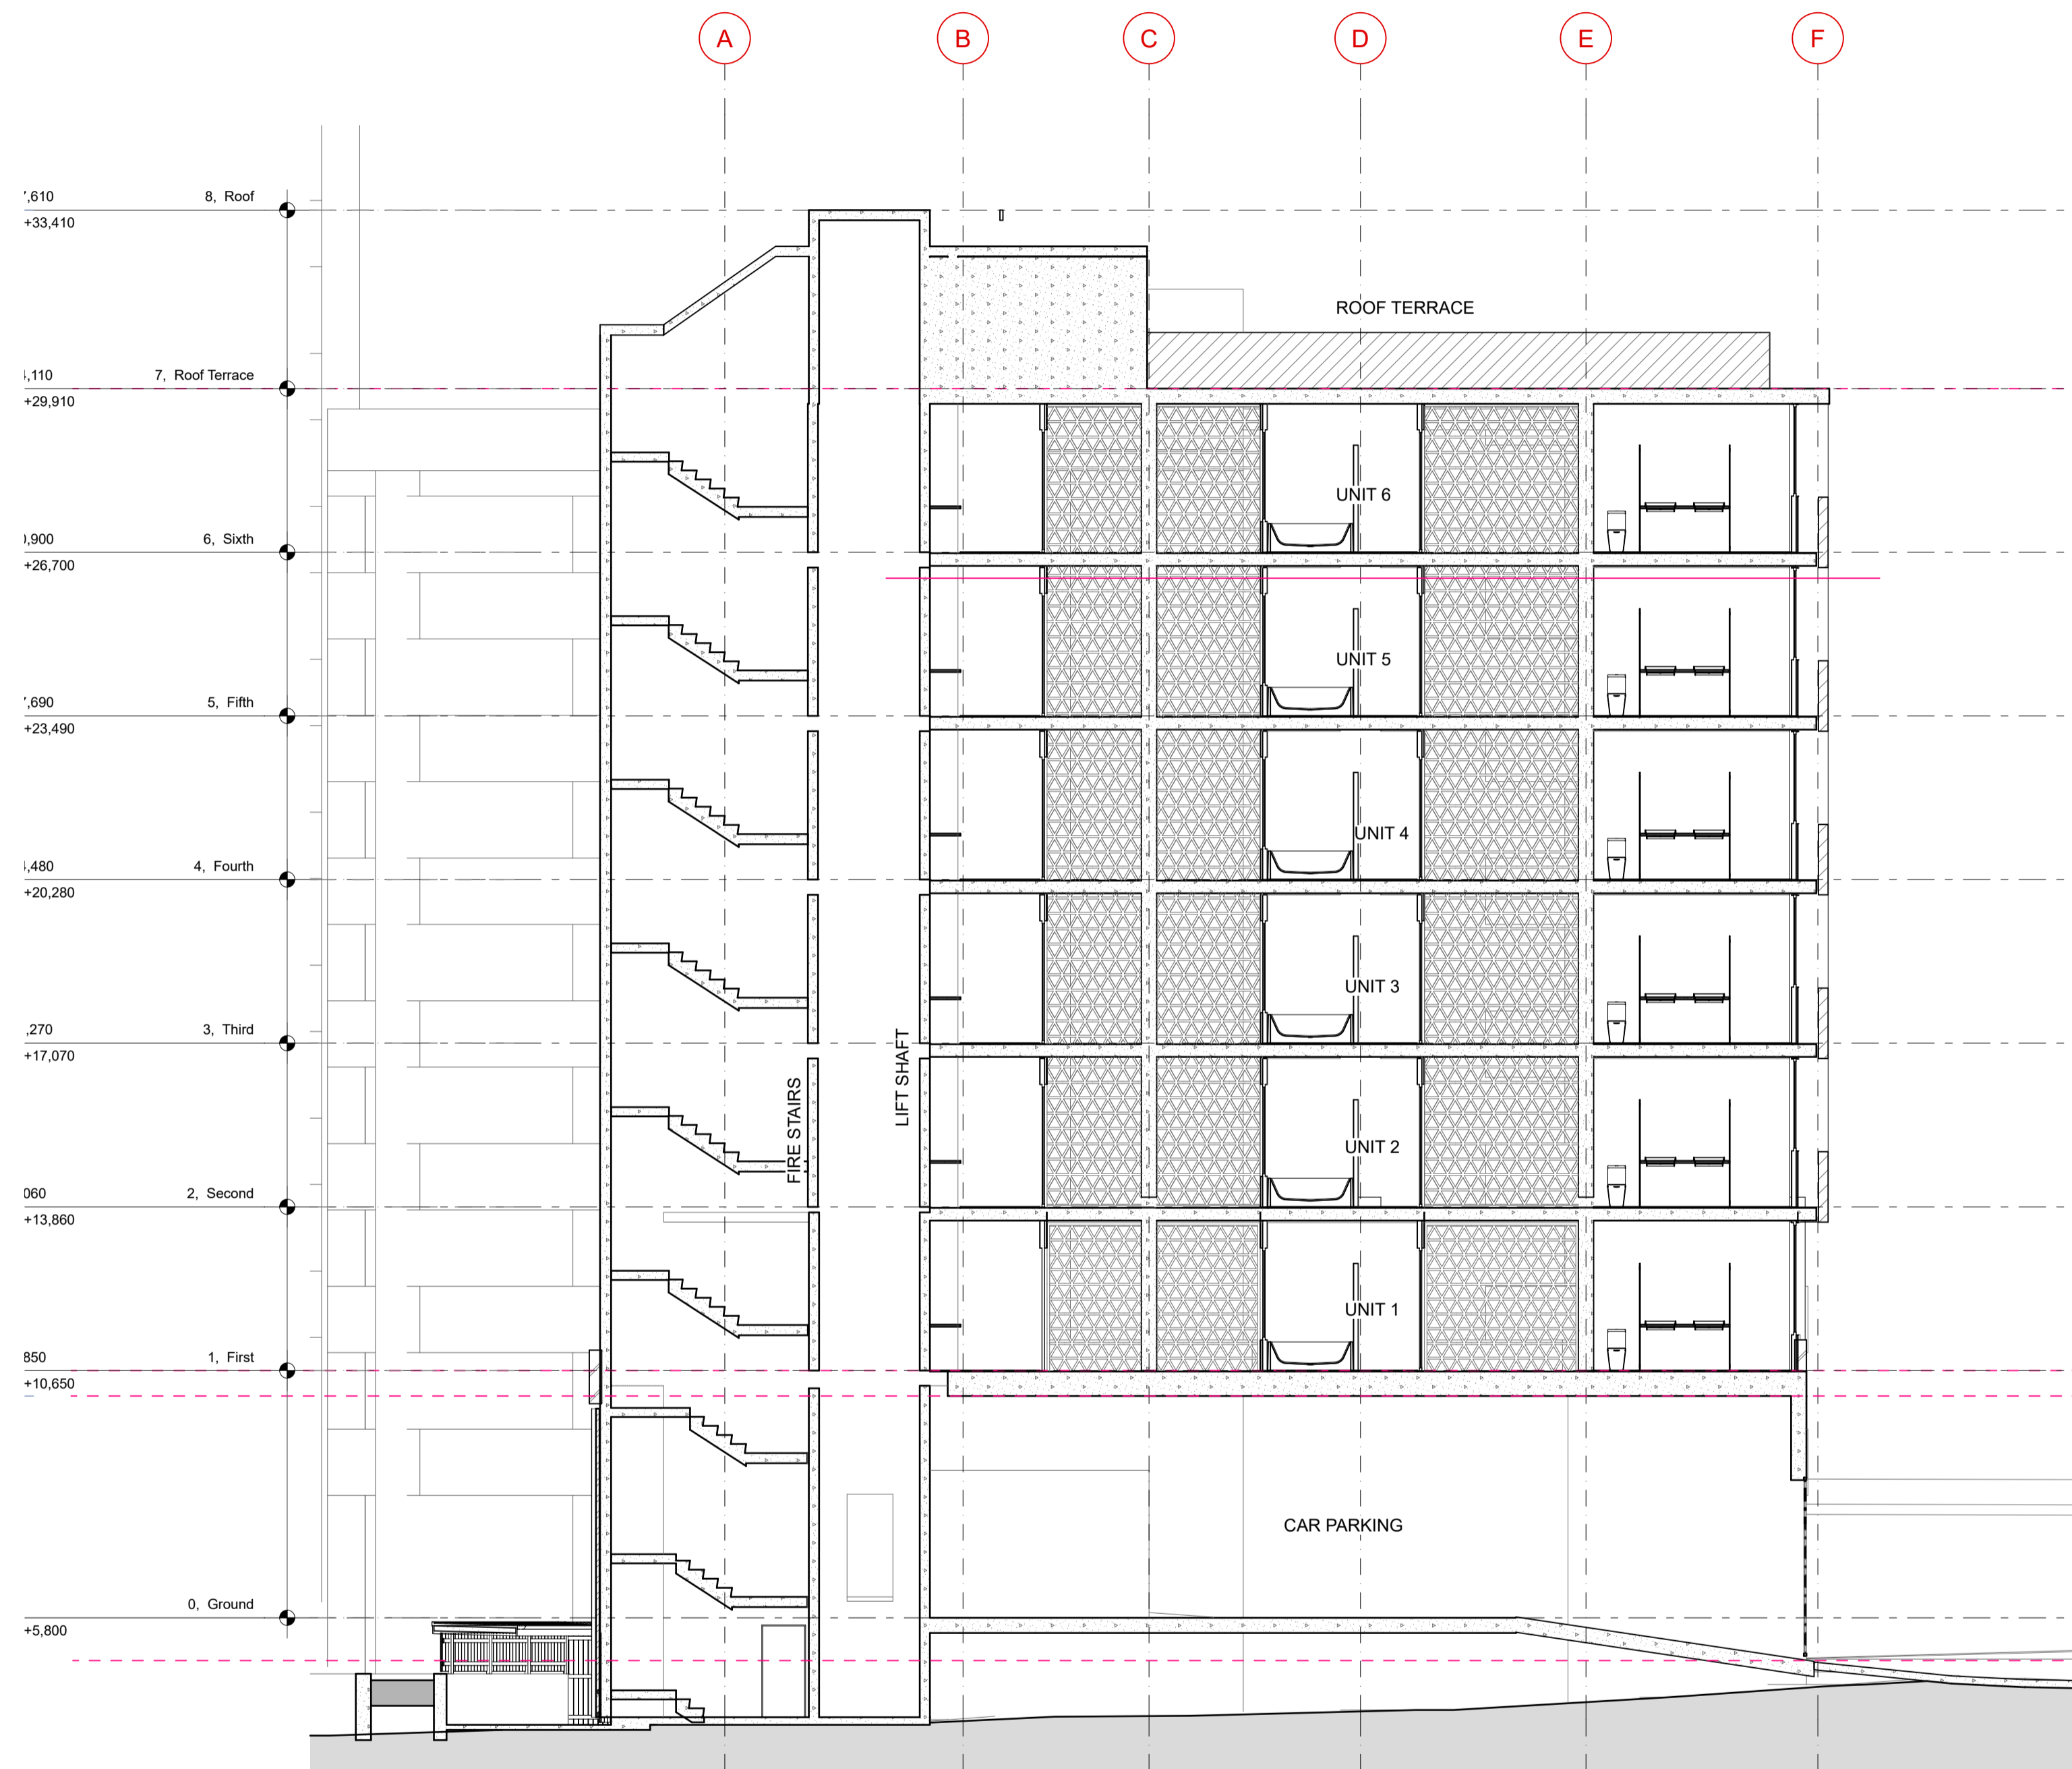 A
B
C
D
E
F
,610
8, Roof
+33,410
ROOF TERRACE
,110
7, Roof Terrace
+29,910
UNIT 6
,900
6, Sixth
+26,700
UNIT 5
,690
5, Fifth
+23,490
UNIT 4
,480
4, Fourth
+20,280
UNIT 3
,270
3, Third
+17,070
FIRE STAIRS
LIFT SHAFT
UNIT 2
060
2, Second
+13,860
UNIT 1
850
1, First
+10,650
CAR PARKING
0, Ground
+5,800